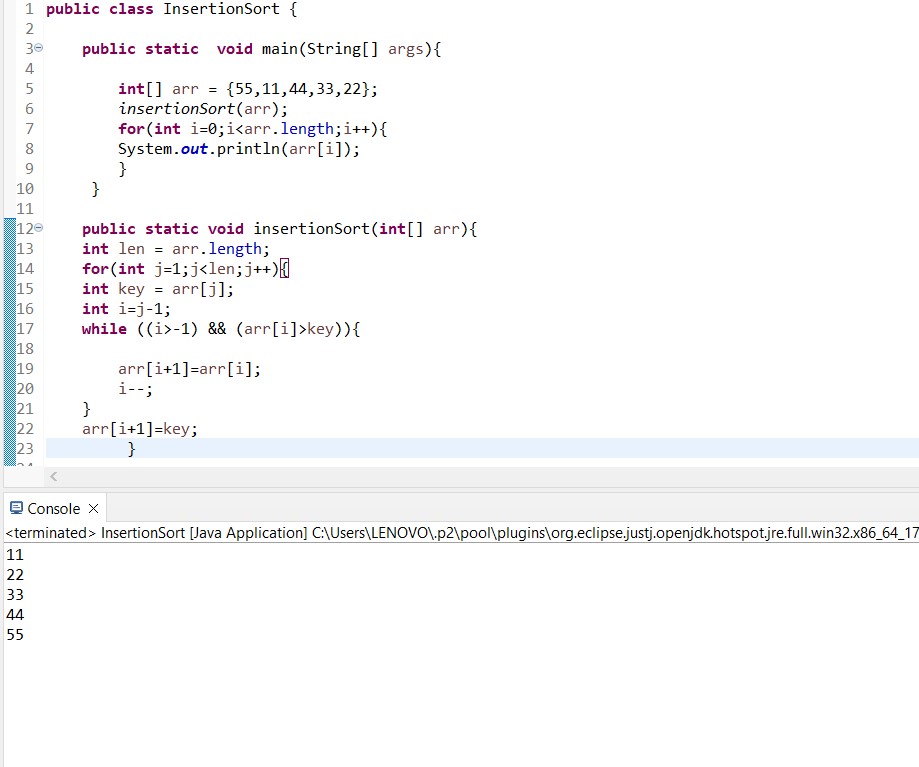 1 public class InsertionSort {
2
3 public static  void main(String[] args){
4
5 int[] arr = {55,11,44,33,22};
6 insertionSort(arr);
7 for(int i=0;i<arr.length;i++){
8 System.out.println(arr[i]);
9 }
10 }
11
12 public static void insertionSort(int[] arr){
13 int len = arr.length;
14 for(int j=1;j<len;j++){
15 int key = arr[j];
16 int i=j-1;
17 while ((i>-1) && (arr[i]>key)){
18
19 arr[i+1]=arr[i];
20 i--;
21 }
22 arr[i+1]=key;
23 }
Console
<terminated> InsertionSort [Java Application] C:\Users\LENOVO\.p2\pool\plugins\org.eclipse.justj.openjdk.hotspot.jre.full.win32.x86_64_17
11
22
33
44
55